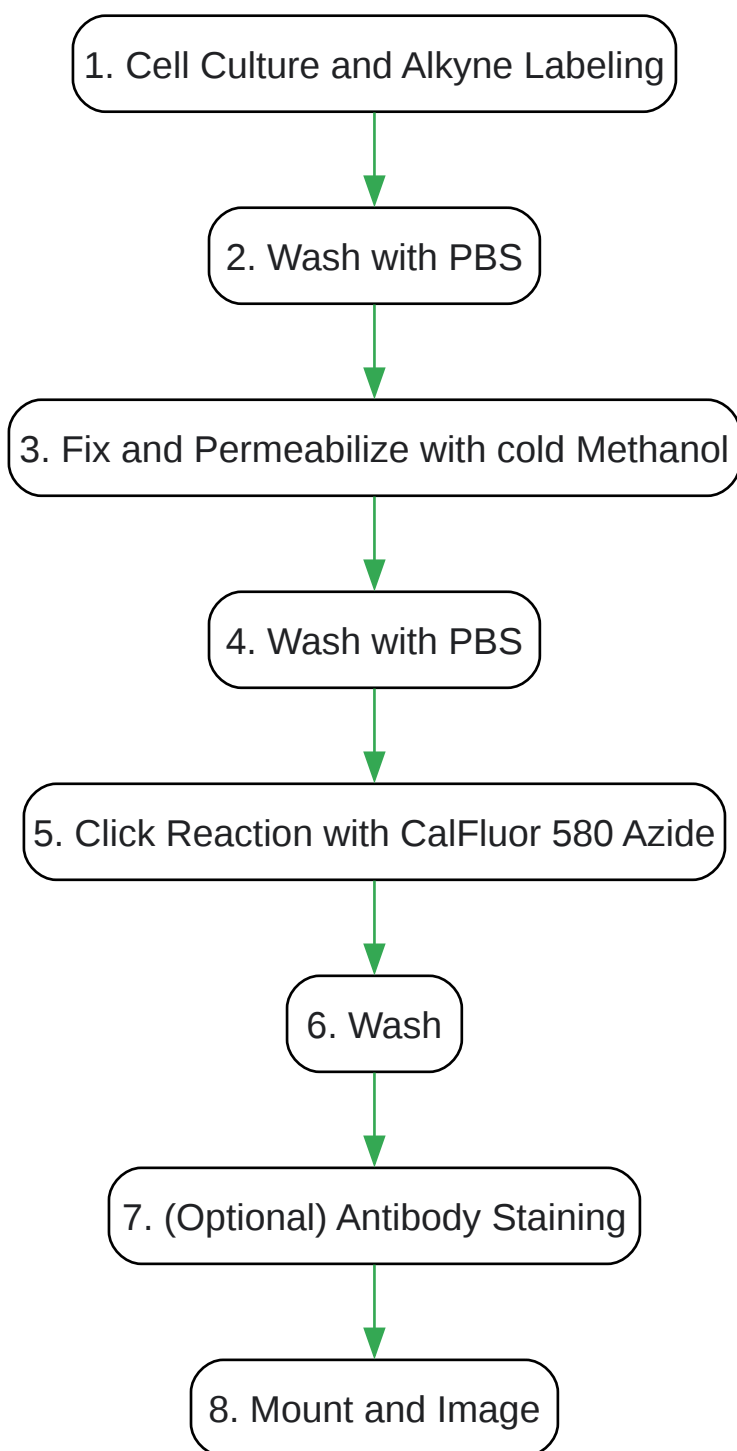 1. Cell Culture and Alkyne Labeling
2. Wash with PBS
3. Fix and Permeabilize with cold Methanol
4. Wash with PBS
5. Click Reaction with CalFluor 580 Azide
6. Wash
7. (Optional) Antibody Staining
8. Mount and Image